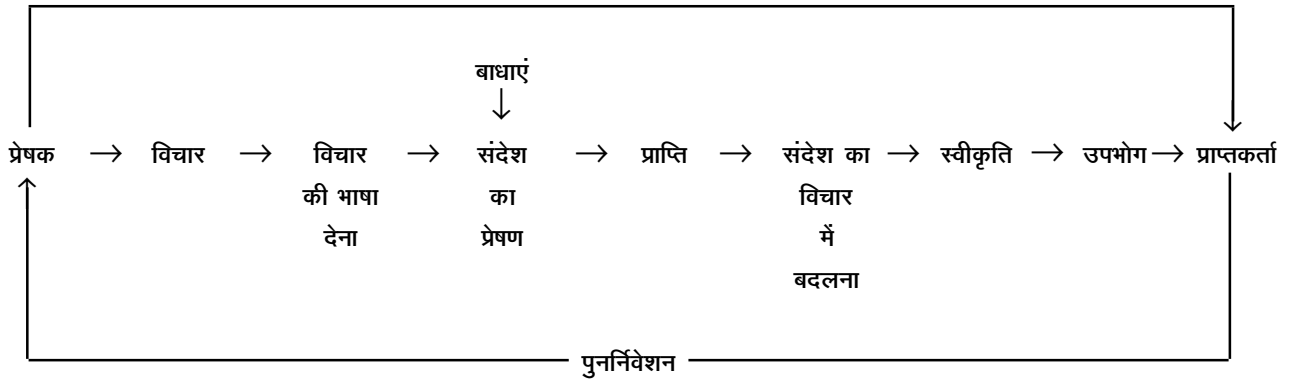 बाधाएं
↓
प्रेषक → विचार → विचार → संदेश → प्राप्ति → संदेश का → स्वीकृति → उपभोग → प्राप्तकर्ता
की भाषा का विचार
देना प्रेषण में
बदलना
पुनर्निवेशन